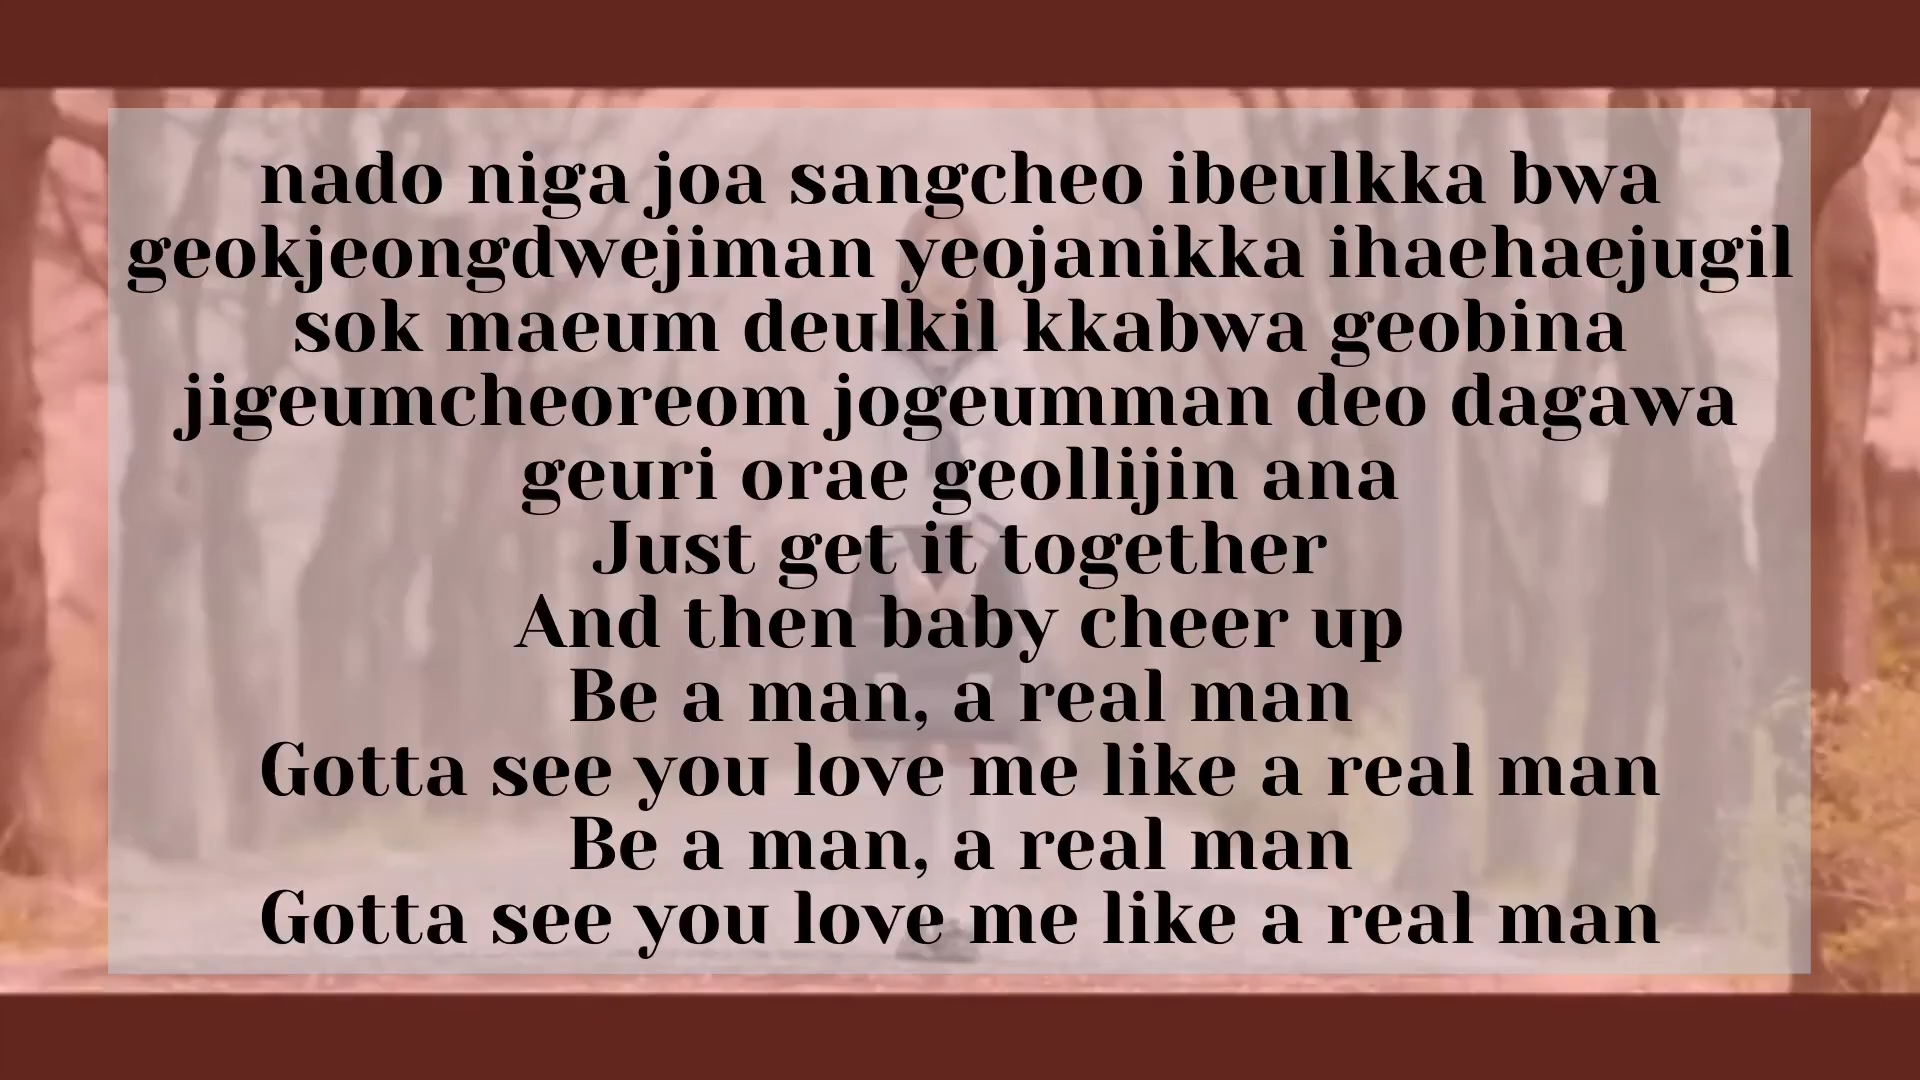 nado niga joa sangcheo ibeulkka bwa
geokjeongdwejiman yeojanikka ihaehaejugil
sok maeum deulkil kkabwa geobina
jigeumcheoreom jogeumman deo dagawa
geuri orae geollijin ana
Just get it together
And then baby cheer up
Be a man, a real man
Gotta see you love me like a real man
Be a man, a real man
Gotta see you love me like a real man